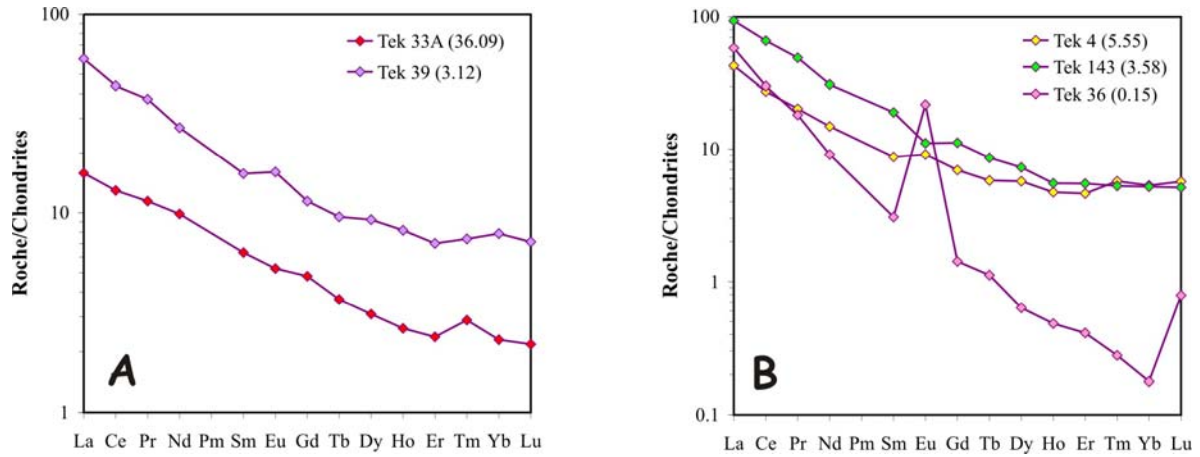 100
10
1
Roche/Chondrites
Tek 33A (36.09)
Tek 39 (3.12)
A
La Ce Pr Nd Pm Sm Eu Gd Tb Dy Ho Er Tm Yb Lu
100
10
1
0.1
Roche/Chondrites
Tek 4 (5.55)
Tek 143 (3.58)
Tek 36 (0.15)
B
La Ce Pr Nd Pm Sm Eu Gd Tb Dy Ho Er Tm Yb Lu